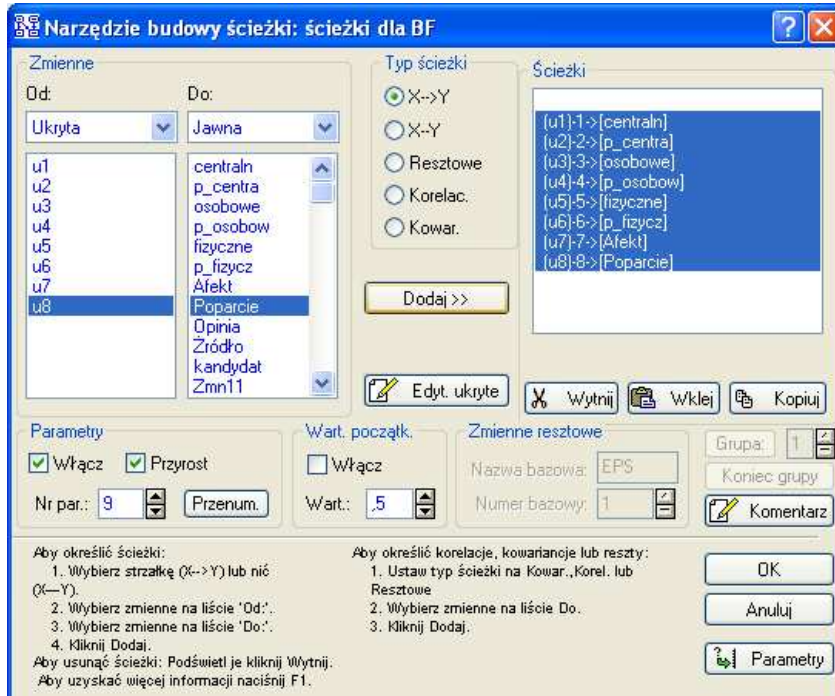 Narzędzie budowy ścieżki: ścieżki dla BF
Zmienne
Od:
Do:
Ukryta
Jawna
u1
u2
u3
u4
u5
u6
u7
u8
centraln
p_centra
osobowe
p_osobow
fizyczne
p_fizycz
Afekt
Poparcie
Opinia
Źródło
kandydat
Zmn11
Typ ścieżki
X-->Y
X--Y
Resztowe
Korelac.
Kowar.
Dodaj >>
Edyt. ukryte
Ścieżki
(u1)-1->[centraln]
(u2)-2->[p_centra]
(u3)-3->[osobowe]
(u4)-4->[p_osobow]
(u5)-5->[fizyczne]
(u6)-6->[p_fizycz]
(u7)-7->[Afekt]
(u8)-8->[Poparcie]
Wytnij
Wklej
Kopiuj
Parametry
Włącz
Przyrost
Nr par.: 9
Przenum.
Wart. początk.
Włącz
Wart.: ,5
Zmienne resztowe
Nazwa bazowa: EPS
Numer bazowy: 1
Grupa: 1
Koniec grupy
Komentarz
Aby określić ścieżki:
1. Wybierz strzałkę (X-->Y) lub nić
(X—Y).
2. Wybierz zmienne na liście 'Od:'.
3. Wybierz zmienne na liście 'Do:'.
4. Kliknij Dodaj.
Aby usunąć ścieżki: Podświetl je kliknij Wytnij.
Aby uzyskać więcej informacji naciśnij F1.
Aby określić korelacje, kowariancje lub reszty:
1. Ustaw typ ścieżki na Kowar.,Korel. lub
Resztowe
2. Wybierz zmienne na liście Do.
3. Kliknij Dodaj.
OK
Anuluj
Parametry